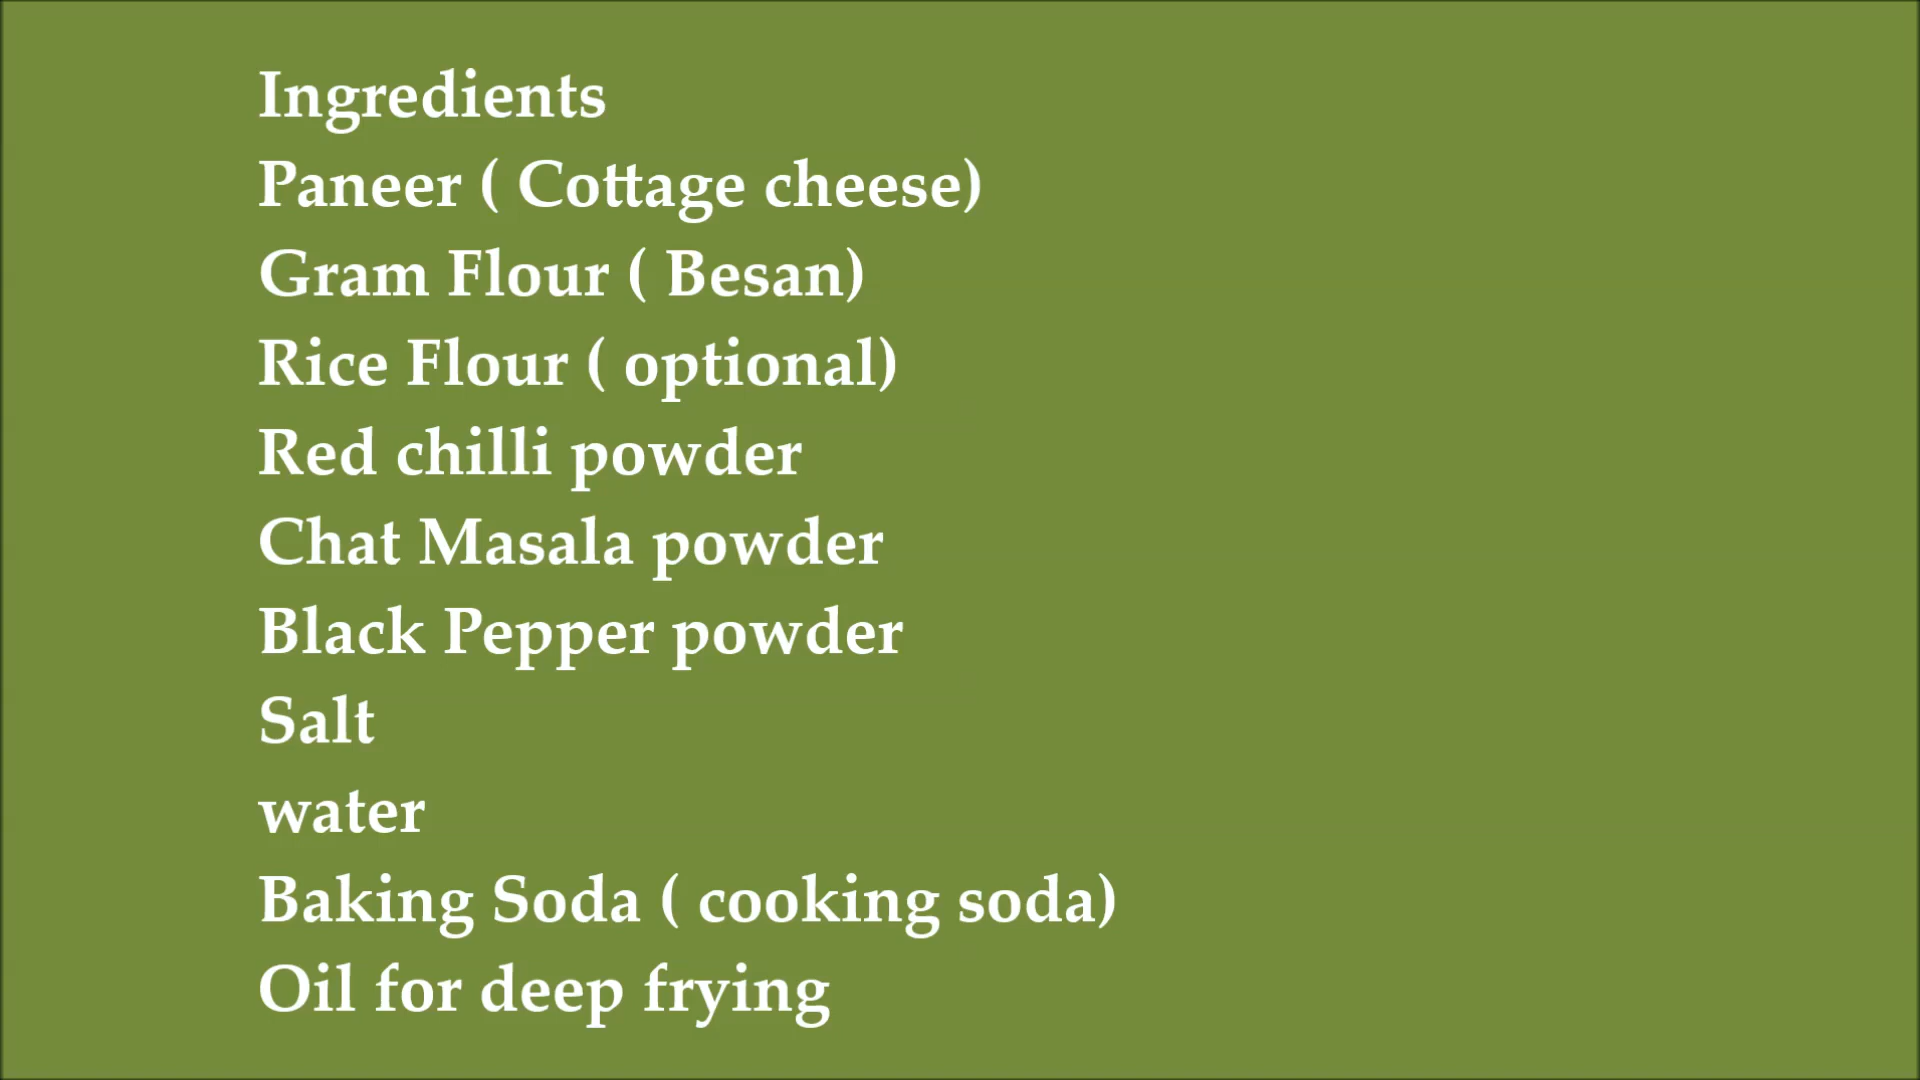 Ingredients
Paneer ( Cottage cheese)
Gram Flour ( Besan)
Rice Flour ( optional)
Red chilli powder
Chat Masala powder
Black Pepper powder
Salt
water
Baking Soda ( cooking soda)
Oil for deep frying